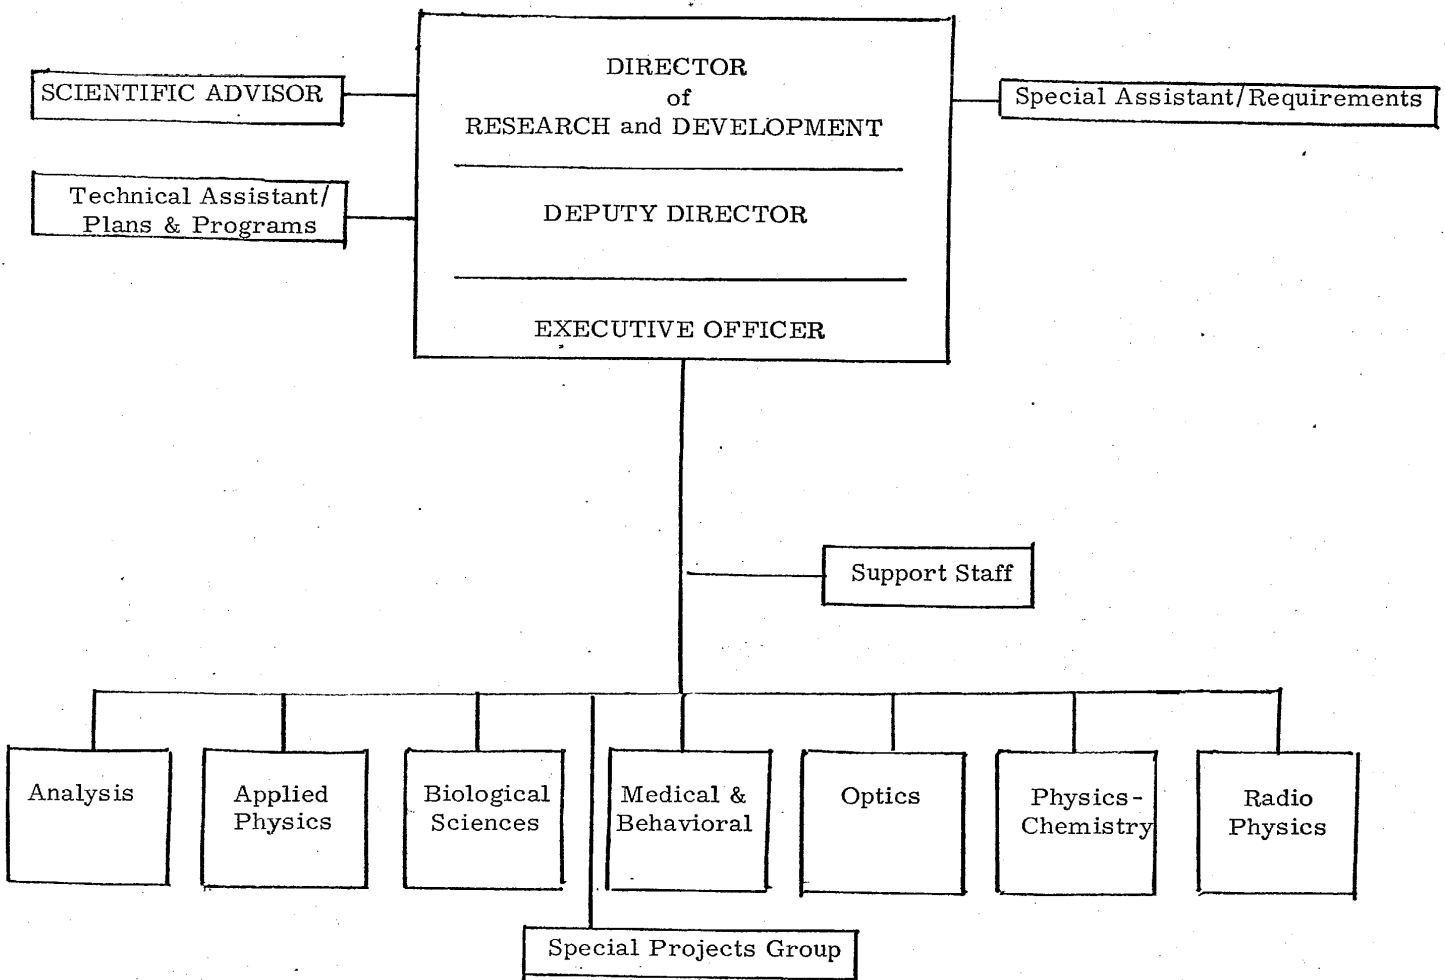 DIRECTOR
of
RESEARCH and DEVELOPMENT
SCIENTIFIC ADVISOR
Special Assistant/Requirements
Technical Assistant/
Plans & Programs
DEPUTY DIRECTOR
EXECUTIVE OFFICER
Support Staff
Analysis
Applied
Physics
Biological
Sciences
Medical &
Behavioral
Optics
Physics-
Chemistry
Radio
Physics
Special Projects Group